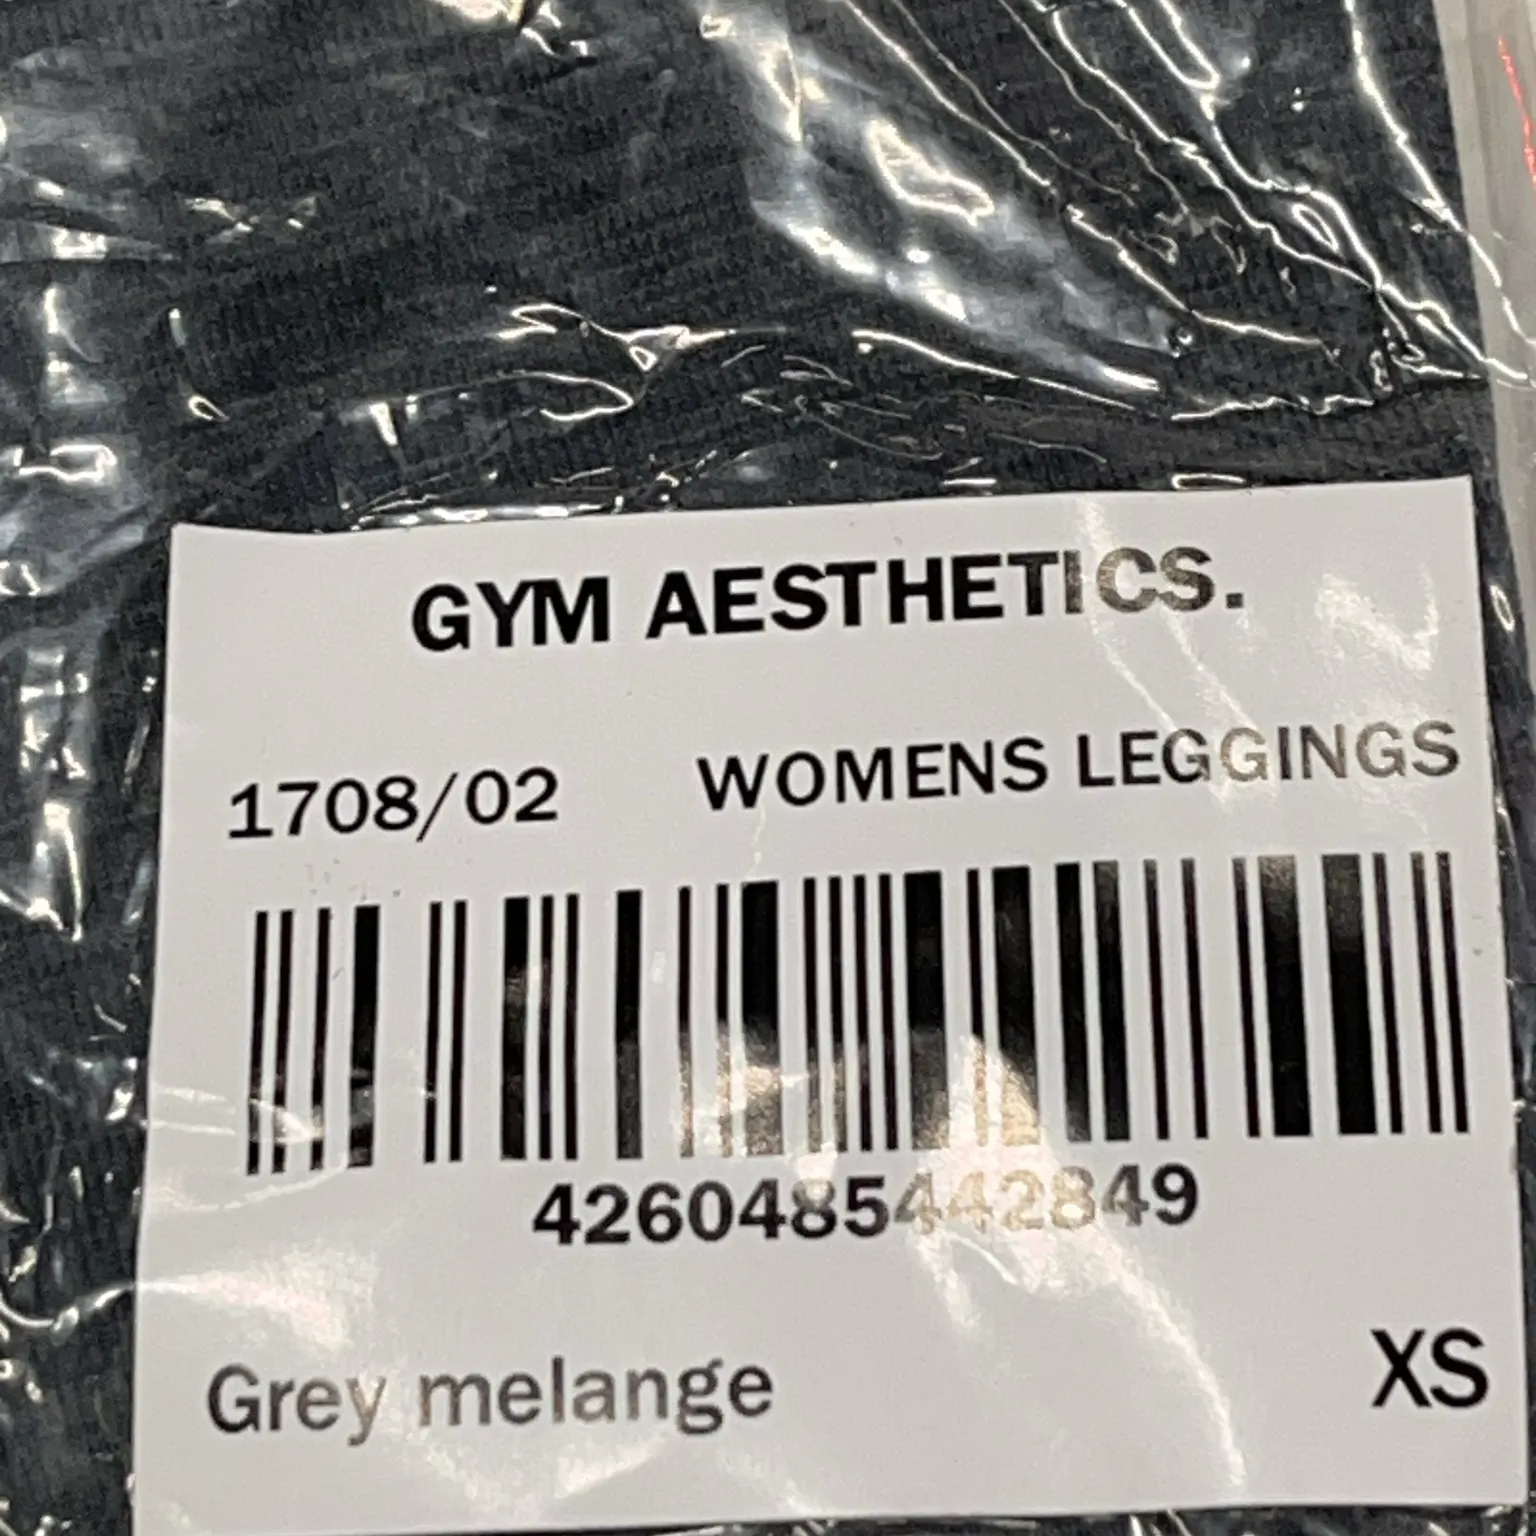 GYM AESTHETICS.
1708/02 WOMENS LEGGINGS
4260485442849
Grey melange XS